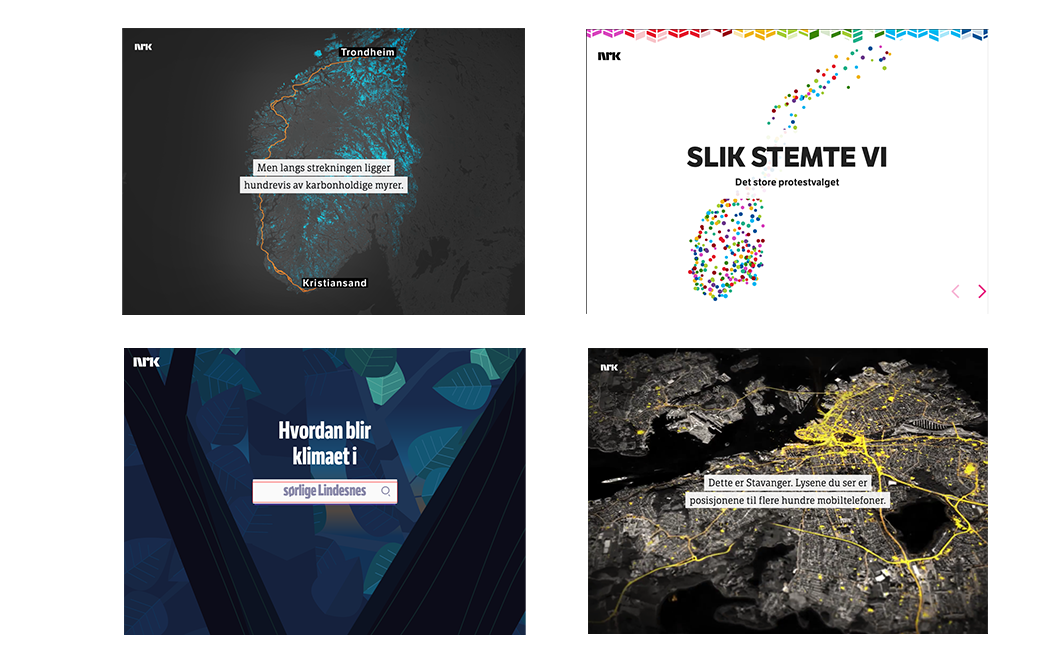 NRK
Trondheim
Men langs strekningen ligger
hundrevis av karbonholdige myrer.
Kristiansand
NRK
SLIK STEMTE VI
Det store protestvalget
NRK
Hvordan blir
klimaet i
sørlige Lindesnes
NRK
Dette er Stavanger. Lysene du ser er
posisjonene til flere hundre mobiltelefoner.